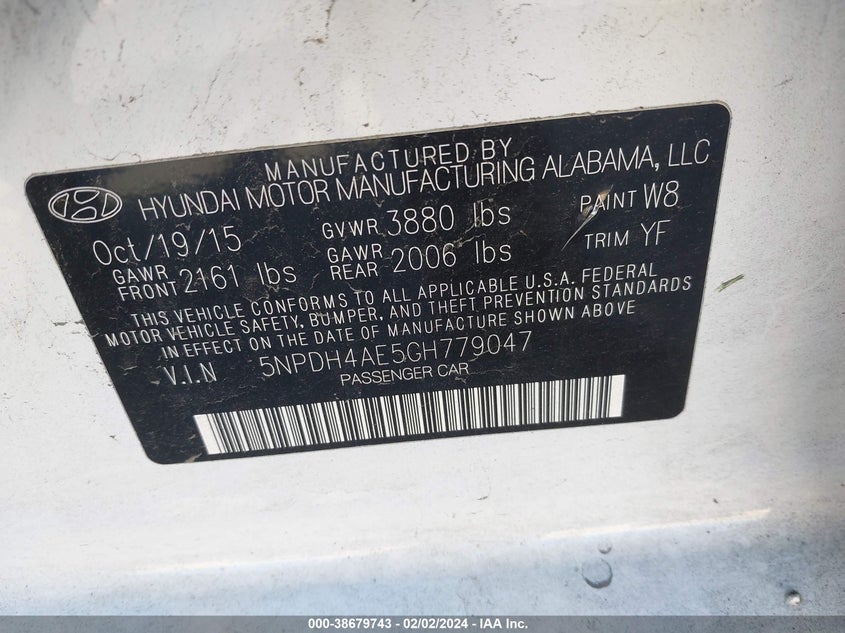 MANUFACTURED BY
HYUNDAI MOTOR MANUFACTURING ALABAMA, LLC
Oct/19/15 GVWR 3880 lbs PAINT W8
GAWR FRONT 2161 lbs GAWR REAR 2006 lbs TRIM YF
THIS VEHICLE CONFORMS TO ALL APPLICABLE U.S.A. FEDERAL
MOTOR VEHICLE SAFETY, BUMPER, AND THEFT PREVENTION STANDARDS
IN EFFECT ON THE DATE OF MANUFACTURE SHOWN ABOVE
V.I.N 5NPDH4AE5GH779047
PASSENGER CAR
000-38679743 - 02/02/2024 - IAA Inc.